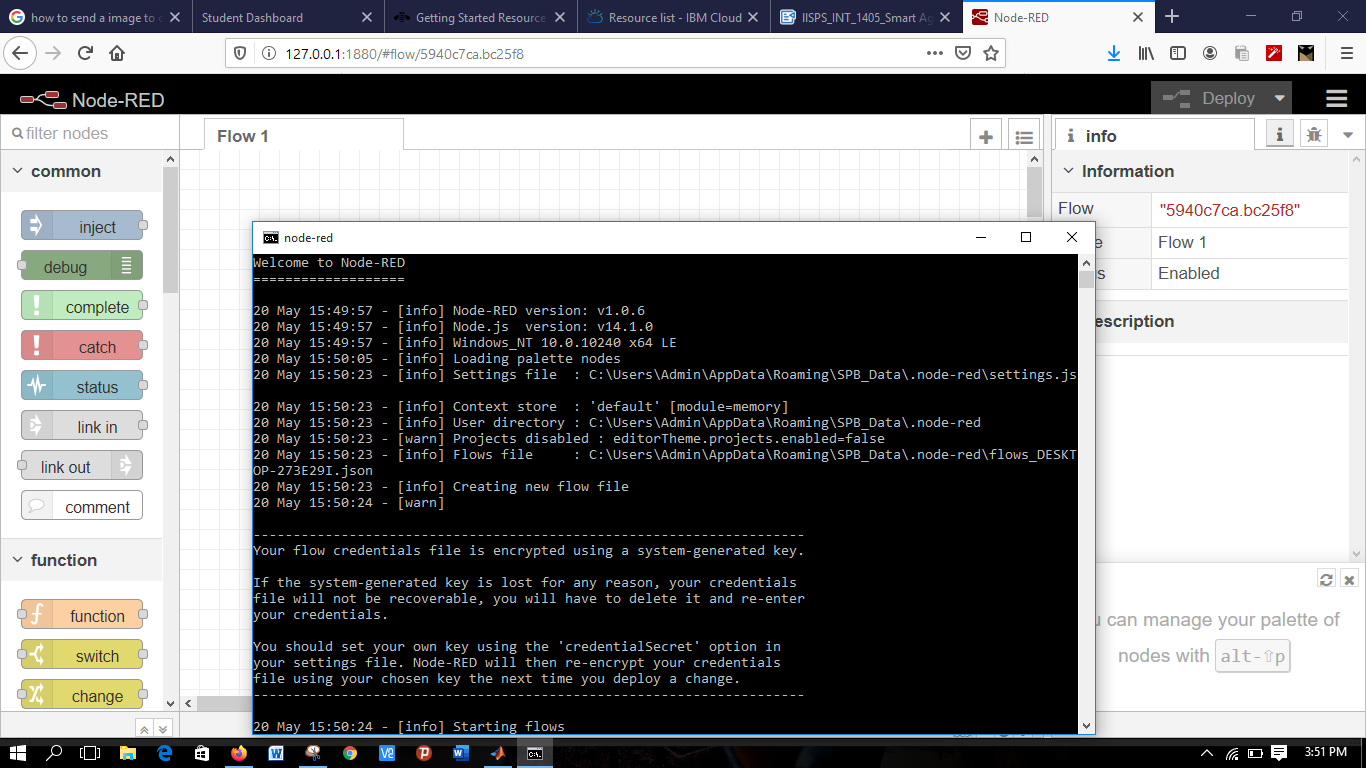 how to send a image to c
Student Dashboard
Getting Started Resource
Resource list - IBM Cloud
IISPS_INT_1405_Smart Ag
Node-RED
127.0.0.1:1880/#flow/5940c7ca.bc25f8
Node-RED
Deploy
filter nodes
Flow 1
info
common
inject
debug
complete
catch
status
link in
link out
comment
function
function
switch
change
Information
Flow
"5940c7ca.bc25f8"
e
Flow 1
s
Enabled
escription
node-red
Welcome to Node-RED
===================
20 May 15:49:57 - [info] Node-RED version: v1.0.6
20 May 15:49:57 - [info] Node.js  version: v14.1.0
20 May 15:49:57 - [info] Windows_NT 10.0.10240 x64 LE
20 May 15:50:05 - [info] Loading palette nodes
20 May 15:50:23 - [info] Settings file  : C:\Users\Admin\AppData\Roaming\SPB_Data\.node-red\settings.js
20 May 15:50:23 - [info] Context store  : 'default' [module=memory]
20 May 15:50:23 - [info] User directory : C:\Users\Admin\AppData\Roaming\SPB_Data\.node-red
20 May 15:50:23 - [warn] Projects disabled : editorTheme.projects.enabled=false
20 May 15:50:23 - [info] Flows file     : C:\Users\Admin\AppData\Roaming\SPB_Data\.node-red\flows_DESKT
OP-273E29I.json
20 May 15:50:23 - [info] Creating new flow file
20 May 15:50:24 - [warn]
---------------------------------------------------------------------
Your flow credentials file is encrypted using a system-generated key.
If the system-generated key is lost for any reason, your credentials
file will not be recoverable, you will have to delete it and re-enter
your credentials.
You should set your own key using the 'credentialSecret' option in
your settings file. Node-RED will then re-encrypt your credentials
file using your chosen key the next time you deploy a change.
---------------------------------------------------------------------
20 May 15:50:24 - [info] Starting flows
can manage your palette of
nodes with alt-⇧p
3:51 PM